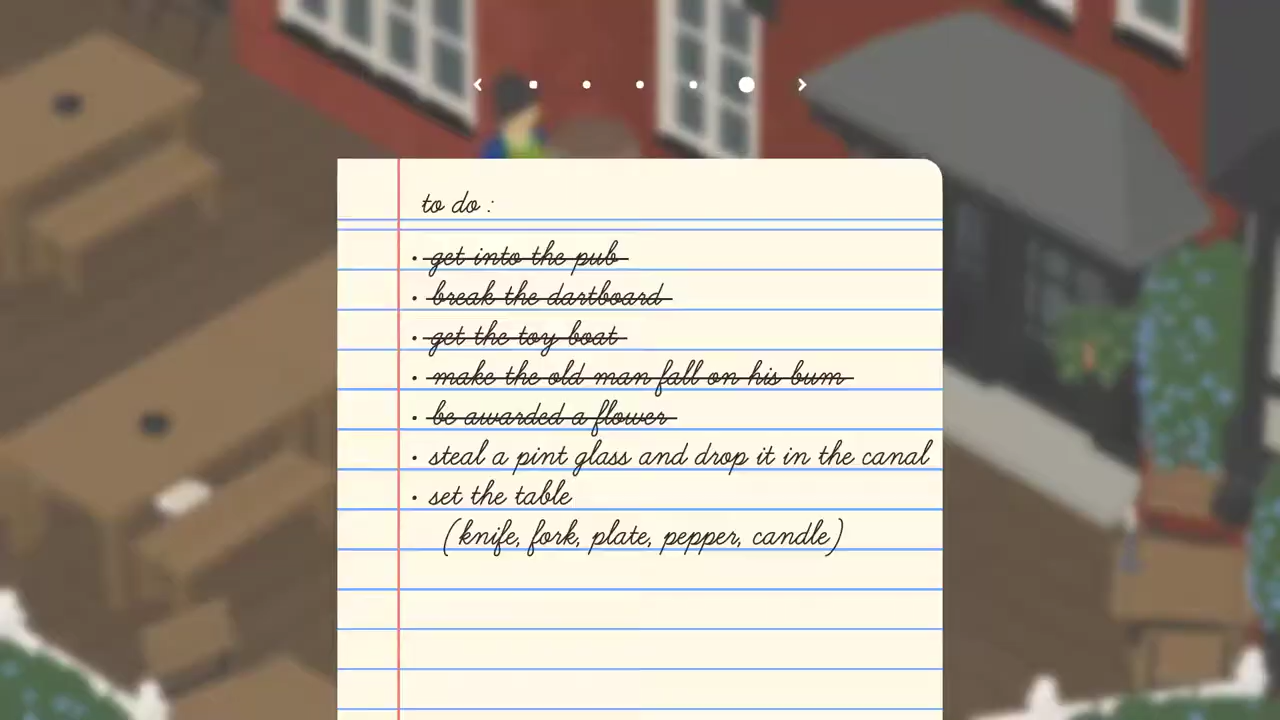 to do :
• get into the pub
• break the dartboard
• get the toy boat
• make the old man fall on his bum
• be awarded a flower
• steal a pint glass and drop it in the canal
• set the table
(knife, fork, plate, pepper, candle)